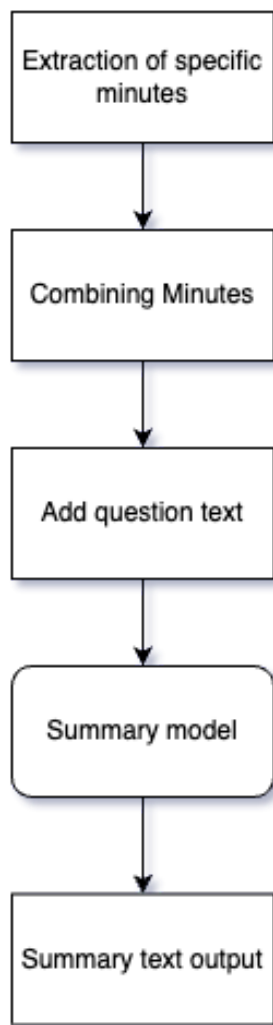 Extraction of specific
minutes
Combining Minutes
Add question text
Summary model
Summary text output